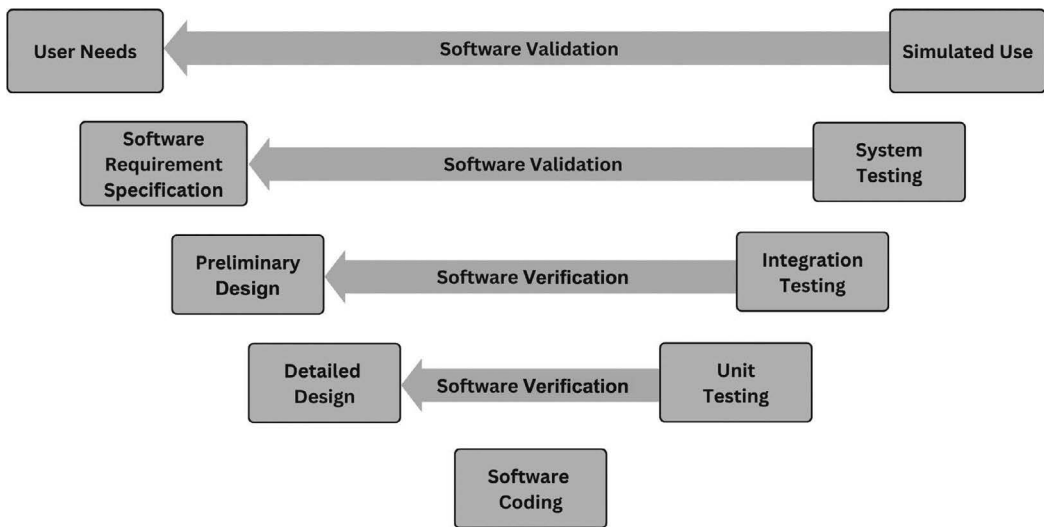 User Needs
Software Validation
Simulated Use
Software
Requirement
Specification
Software Validation
System
Testing
Preliminary
Design
Software Verification
Integration
Testing
Detailed
Design
Software Verification
Unit
Testing
Software
Coding